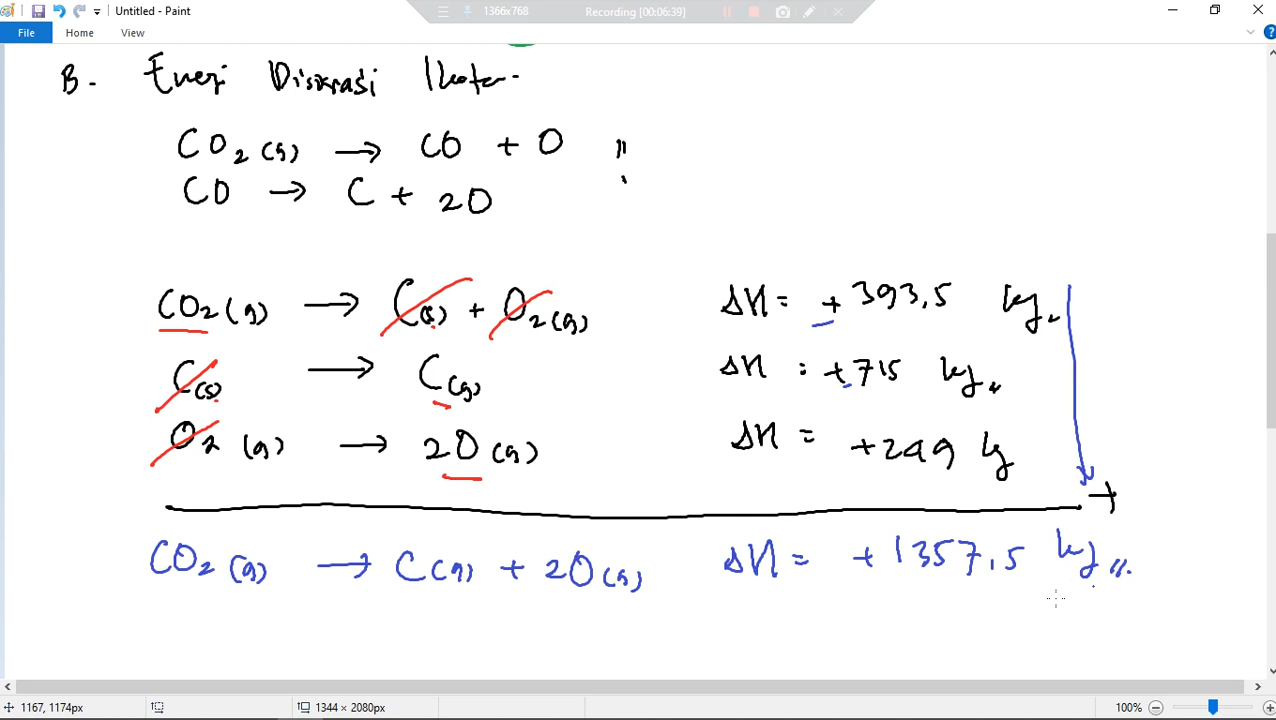 Untitled - Paint
1366x768
Recording [00:06:39]
File Home View
B. Energi Disosiasi Ikatan
CO2 (g) → CO + O
CO → C + 2O
CO2 (g) → C(s) + O2 (g) ΔH = +393,5 kJ
C(s) → C(g) ΔH = +715 kJ
O2 (g) → 2O (g) ΔH = +249 kJ
+
CO2 (g) → C(g) + 2O(g) ΔH = +1357,5 kJ
1167, 1174px
1344 × 2080px
100%